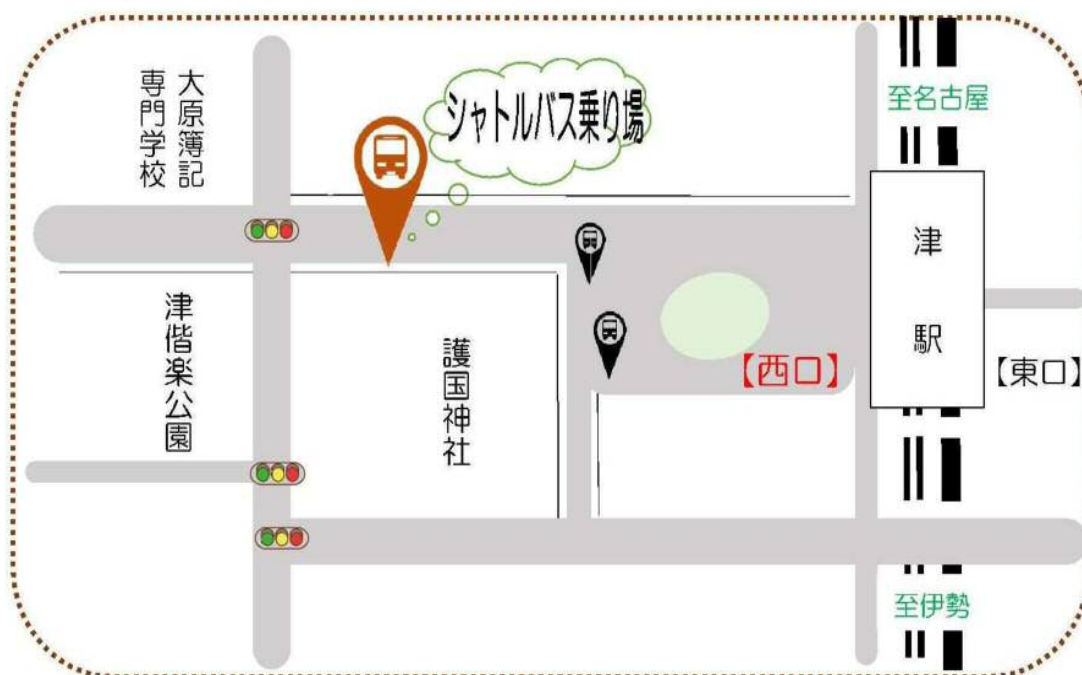 大原簿記
専門学校
シャトルバス乗り場
至名古屋
津駅
【西口】
【東口】
津偕楽公園
護国神社
至伊勢